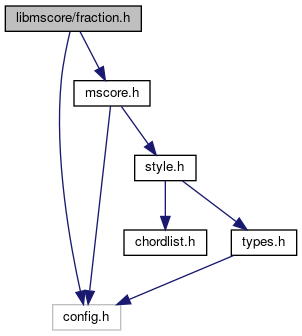 libmscore/fraction.h
mscore.h
style.h
chordlist.h
types.h
config.h